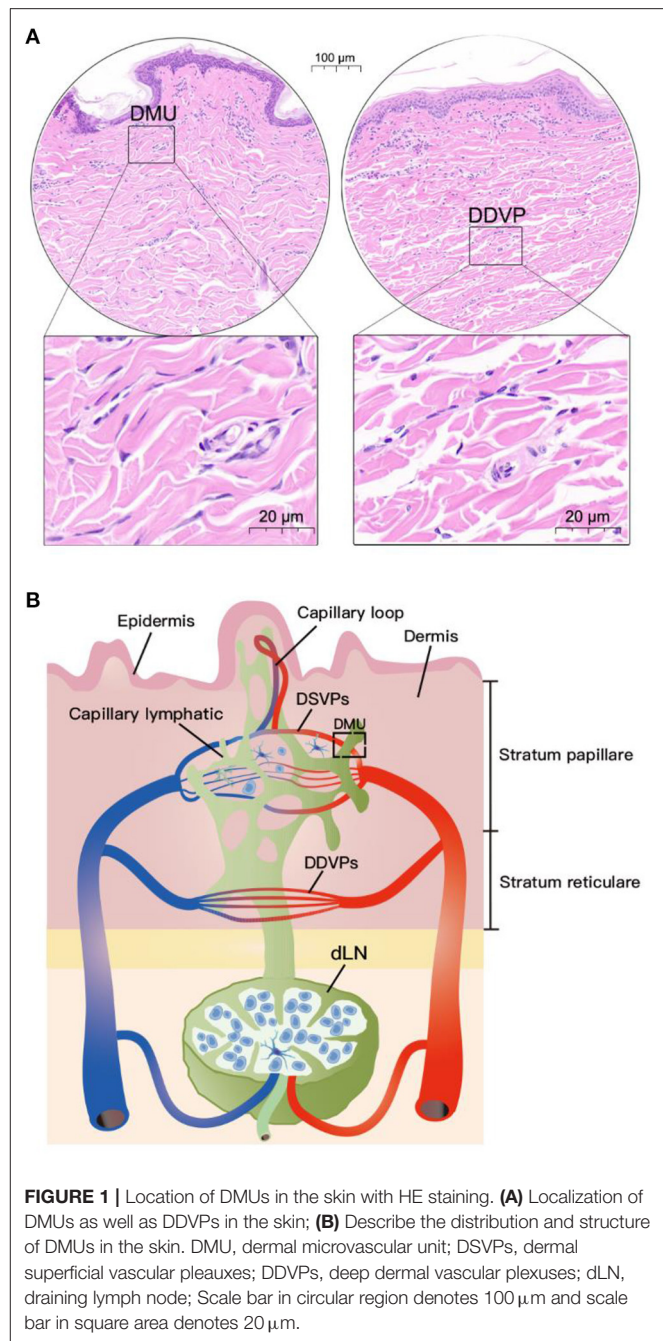 A
100 µm
DMU
DDVP
20 µm
20 µm
B
Capillary loop
Epidermis
Dermis
DSVPs
Capillary lymphatic
DMU
Stratum papillare
DDVPs
Stratum reticulare
dLN
FIGURE 1 | Location of DMUs in the skin with HE staining. (A) Localization of
DMUs as well as DDVPs in the skin; (B) Describe the distribution and structure
of DMUs in the skin. DMU, dermal microvascular unit; DSVPs, dermal
superficial vascular pleauxes; DDVPs, deep dermal vascular plexuses; dLN,
draining lymph node; Scale bar in circular region denotes 100 µm and scale
bar in square area denotes 20 µm.